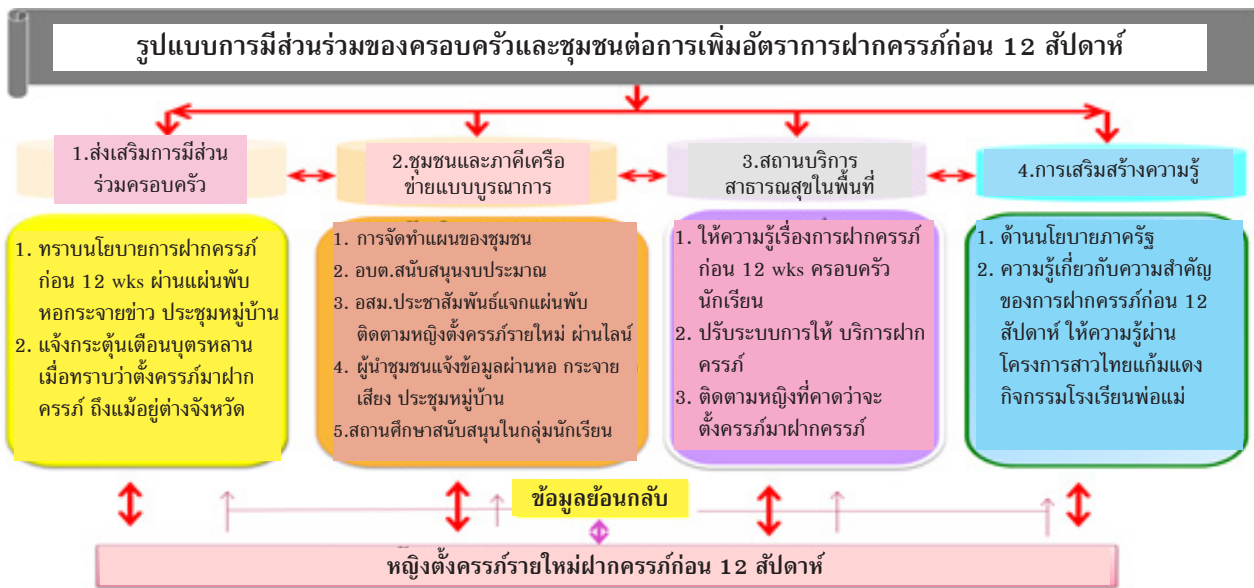 รูปแบบการมีส่วนร่วมของครอบครัวและชุมชนต่อการเพิ่มอัตราการฝากครรภ์ก่อน 12 สัปดาห์
1.ส่งเสริมการมีส่วน
ร่วมครอบครัว
2.ชุมชนและภาคีเครือ
ข่ายแบบบูรณาการ
3.สถานบริการ
สาธารณสุขในพื้นที่
4.การเสริมสร้างความรู้
1. ทราบนโยบายการฝากครรภ์
ก่อน 12 wks ผ่านแผ่นพับ
หอกระจายข่าว ประชุมหมู่บ้าน
2. แจ้งกระตุ้นเตือนบุตรหลาน
เมื่อทราบว่าตั้งครรภ์มาฝาก
ครรภ์ ถึงแม้อยู่ต่างจังหวัด
1. การจัดทำแผนของชุมชน
2. อบต.สนับสนุนงบประมาณ
3. อสม.ประชาสัมพันธ์แจกแผ่นพับ
ติดตามหญิงตั้งครรภ์รายใหม่ ผ่านไลน์
4. ผู้นำชุมชนแจ้งข้อมูลผ่านหอ กระจาย
เสียง ประชุมหมู่บ้าน
5.สถานศึกษาสนับสนุนในกลุ่มนักเรียน
1. ให้ความรู้เรื่องการฝากครรภ์
ก่อน 12 wks ครอบครัว
นักเรียน
2. ปรับระบบการให้ บริการฝาก
ครรภ์
3. ติดตามหญิงที่คาดว่าจะ
ตั้งครรภ์มาฝากครรภ์
1. ด้านนโยบายภาครัฐ
2. ความรู้เกี่ยวกับความสำคัญ
ของการฝากครรภ์ก่อน 12
สัปดาห์ ให้ความรู้ผ่าน
โครงการสาวไทยแก้มแดง
กิจกรรมโรงเรียนพ่อแม่
ข้อมูลย้อนกลับ
หญิงตั้งครรภ์รายใหม่ฝากครรภ์ก่อน 12 สัปดาห์